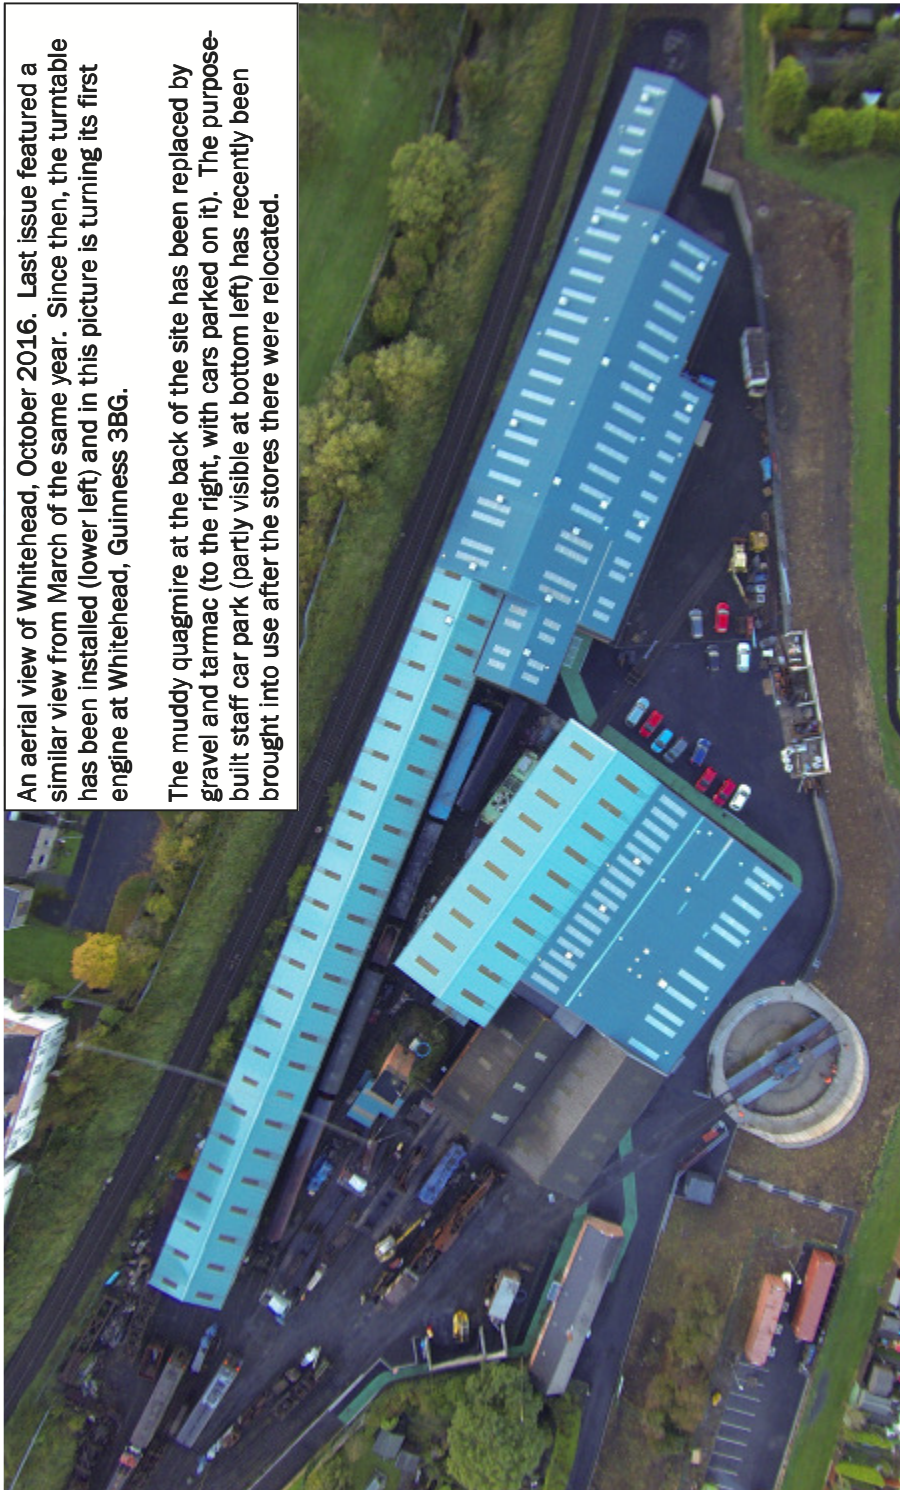 An aerial view of Whitehead, October 2016.  Last issue featured a
similar view from March of the same year.  Since then, the turntable
has been installed (lower left) and in this picture is turning its first
engine at Whitehead, Guinness 3BG.
The muddy quagmire at the back of the site has been replaced by
gravel and tarmac (to the right, with cars parked on it).  The purpose-
built staff car park (partly visible at bottom left) has recently been
brought into use after the stores there were relocated.